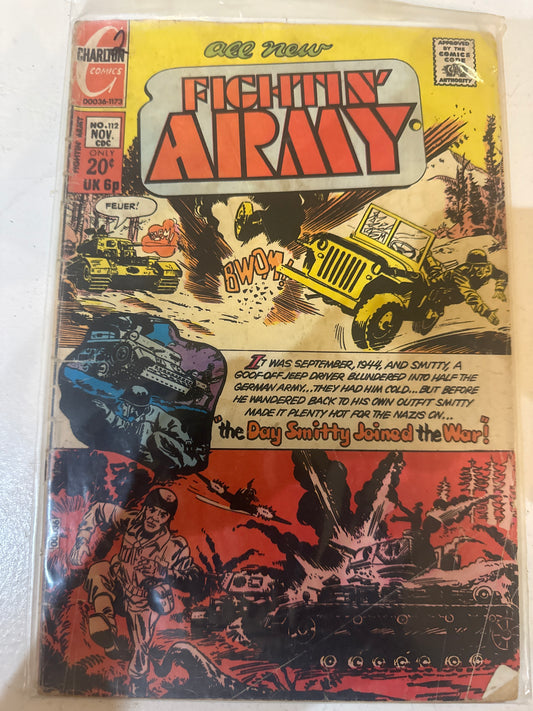 2
CHARLTON
COMICS
00036-1173
FIGHTIN' ARMY
NO. 112
NOV.
CDC
ONLY
20¢
UK 6p
all new
FIGHTIN'
ARMY
APPROVED
BY THE
COMICS
CODE
AUTHORITY
FEUER!
BWOM!
IT WAS SEPTEMBER, 1944, AND SMITTY, A
GOOF-OFF JEEP DRIVER BLUNDERED INTO HALF THE
GERMAN ARMY... THEY HAD HIM COLD... BUT BEFORE
HE WANDERED BACK TO HIS OWN OUTFIT SMITTY
MADE IT PLENTY HOT FOR THE NAZIS ON...
"the Day Smitty Joined the War"!